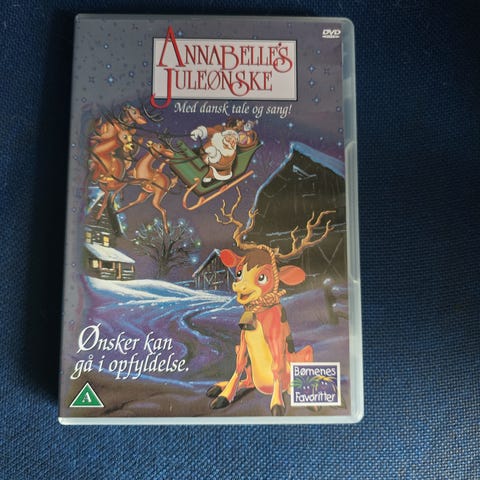 DVD
ANNABELLE'S
JULEØNSKE
Med dansk tale og sang!
Ønsker kan
gå i opfyldelse.
A
Børnenes
Favoritter